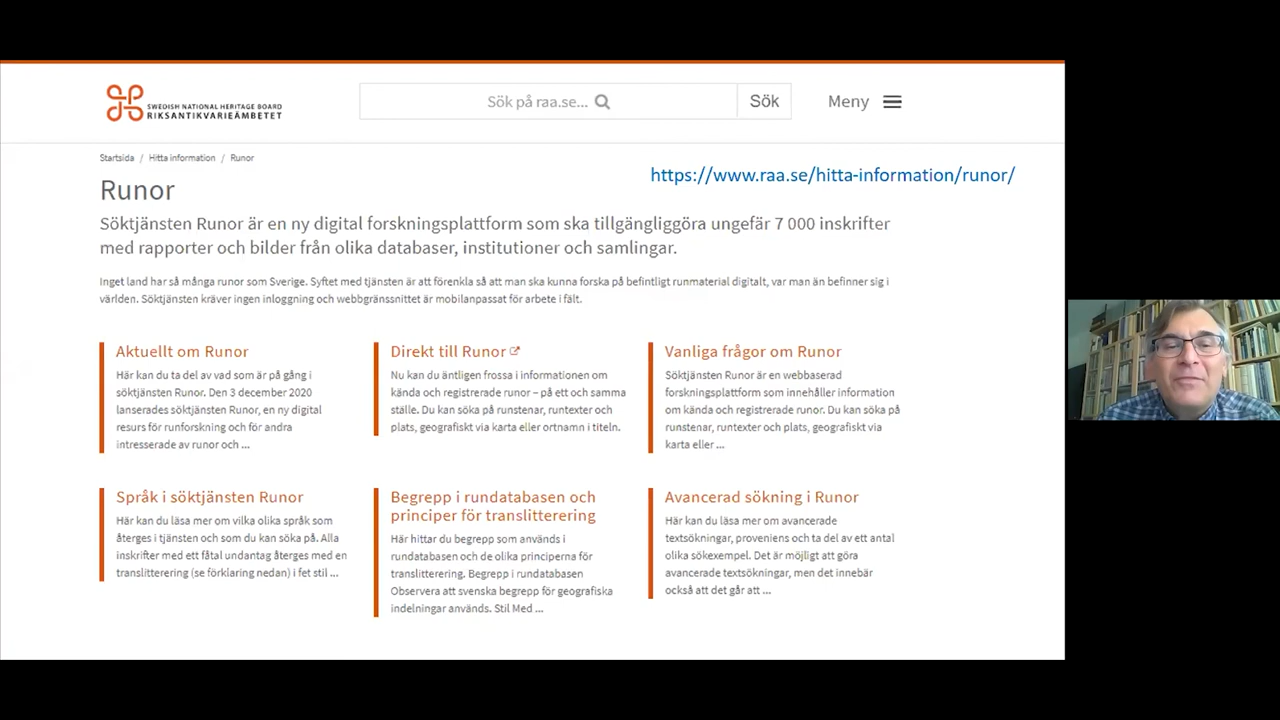 SWEDISH NATIONAL HERITAGE BOARD
RIKSANTIKVARIEÄMBETET
Sök på raa.se...
Sök
Meny
Startsida / Hitta information / Runor
https://www.raa.se/hitta-information/runor/
Runor
Söktjänsten Runor är en ny digital forskningsplattform som ska tillgängliggöra ungefär 7 000 inskrifter
med rapporter och bilder från olika databaser, institutioner och samlingar.
Inget land har så många runor som Sverige. Syftet med tjänsten är att förenkla så att man ska kunna forska på befintligt runmaterial digitalt, var man än befinner sig i
världen. Söktjänsten kräver ingen inloggning och webbgränssnittet är mobilanpassat för arbete i fält.
Aktuellt om Runor
Här kan du ta del av vad som är på gång i
söktjänsten Runor. Den 3 december 2020
lanserades söktjänsten Runor, en ny digital
resurs för runforskning och för andra
intresserade av runor och ...
Direkt till Runor
Nu kan du äntligen frossa i informationen om
kända och registrerade runor – på ett och samma
ställe. Du kan söka på runstenar, runtexter och
plats, geografiskt via karta eller ortnamn i titeln.
Vanliga frågor om Runor
Söktjänsten Runor är en webbaserad
forskningsplattform som innehåller information
om kända och registrerade runor. Du kan söka på
runstenar, runtexter och plats, geografiskt via
karta eller ...
Språk i söktjänsten Runor
Här kan du läsa mer om vilka olika språk som
återges i tjänsten och som du kan söka på. Alla
inskrifter med ett fåtal undantag återges med en
translitterering (se förklaring nedan) i fet stil ...
Begrepp i rundatabasen och
principer för translitterering
Här hittar du begrepp som används i
rundatabasen och de olika principerna för
translitterering. Begrepp i rundatabasen
Observera att svenska begrepp för geografiska
indelningar används. Stil Med ...
Avancerad sökning i Runor
Här kan du läsa mer om avancerade
textsökningar, proveniens och ta del av ett antal
olika sökexempel. Det är möjligt att göra
avancerade textsökningar, men det innebär
också att det går att ...